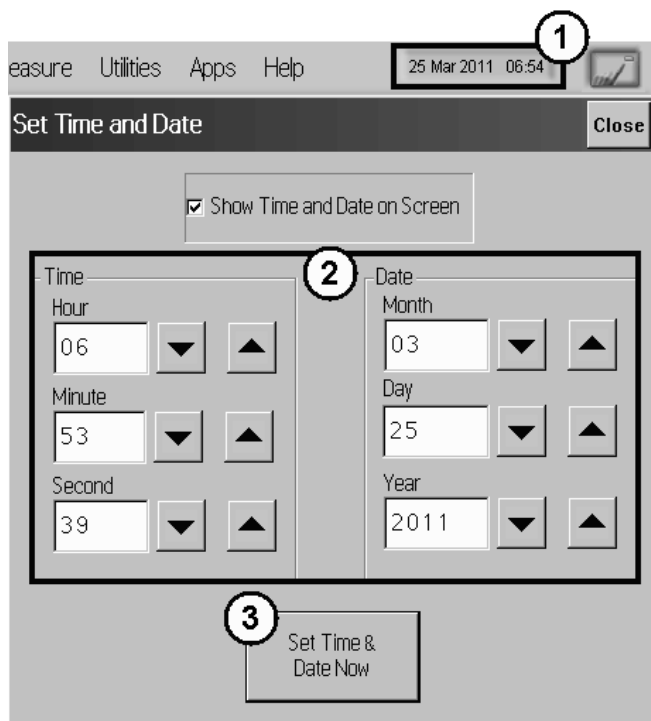 1
easure Utilities Apps Help 25 Mar 2011 06:54
Set Time and Date Close
Show Time and Date on Screen
2
Time Date
Hour Month
06 03
Minute Day
53 25
Second Year
39 2011
3
Set Time &
Date Now